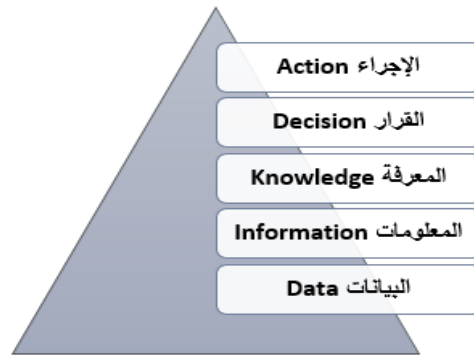 الإجراء Action
القرار Decision
المعرفة Knowledge
المعلومات Information
البيانات Data